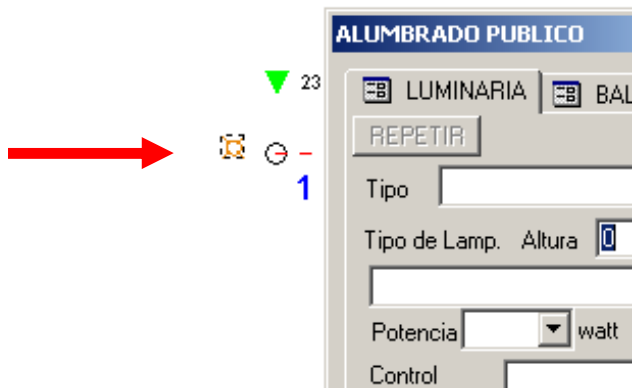 ALUMBRADO PUBLICO
23
LUMINARIA BAL
REPETIR
1
Tipo
Tipo de Lamp. Altura 0
Potencia watt
Control